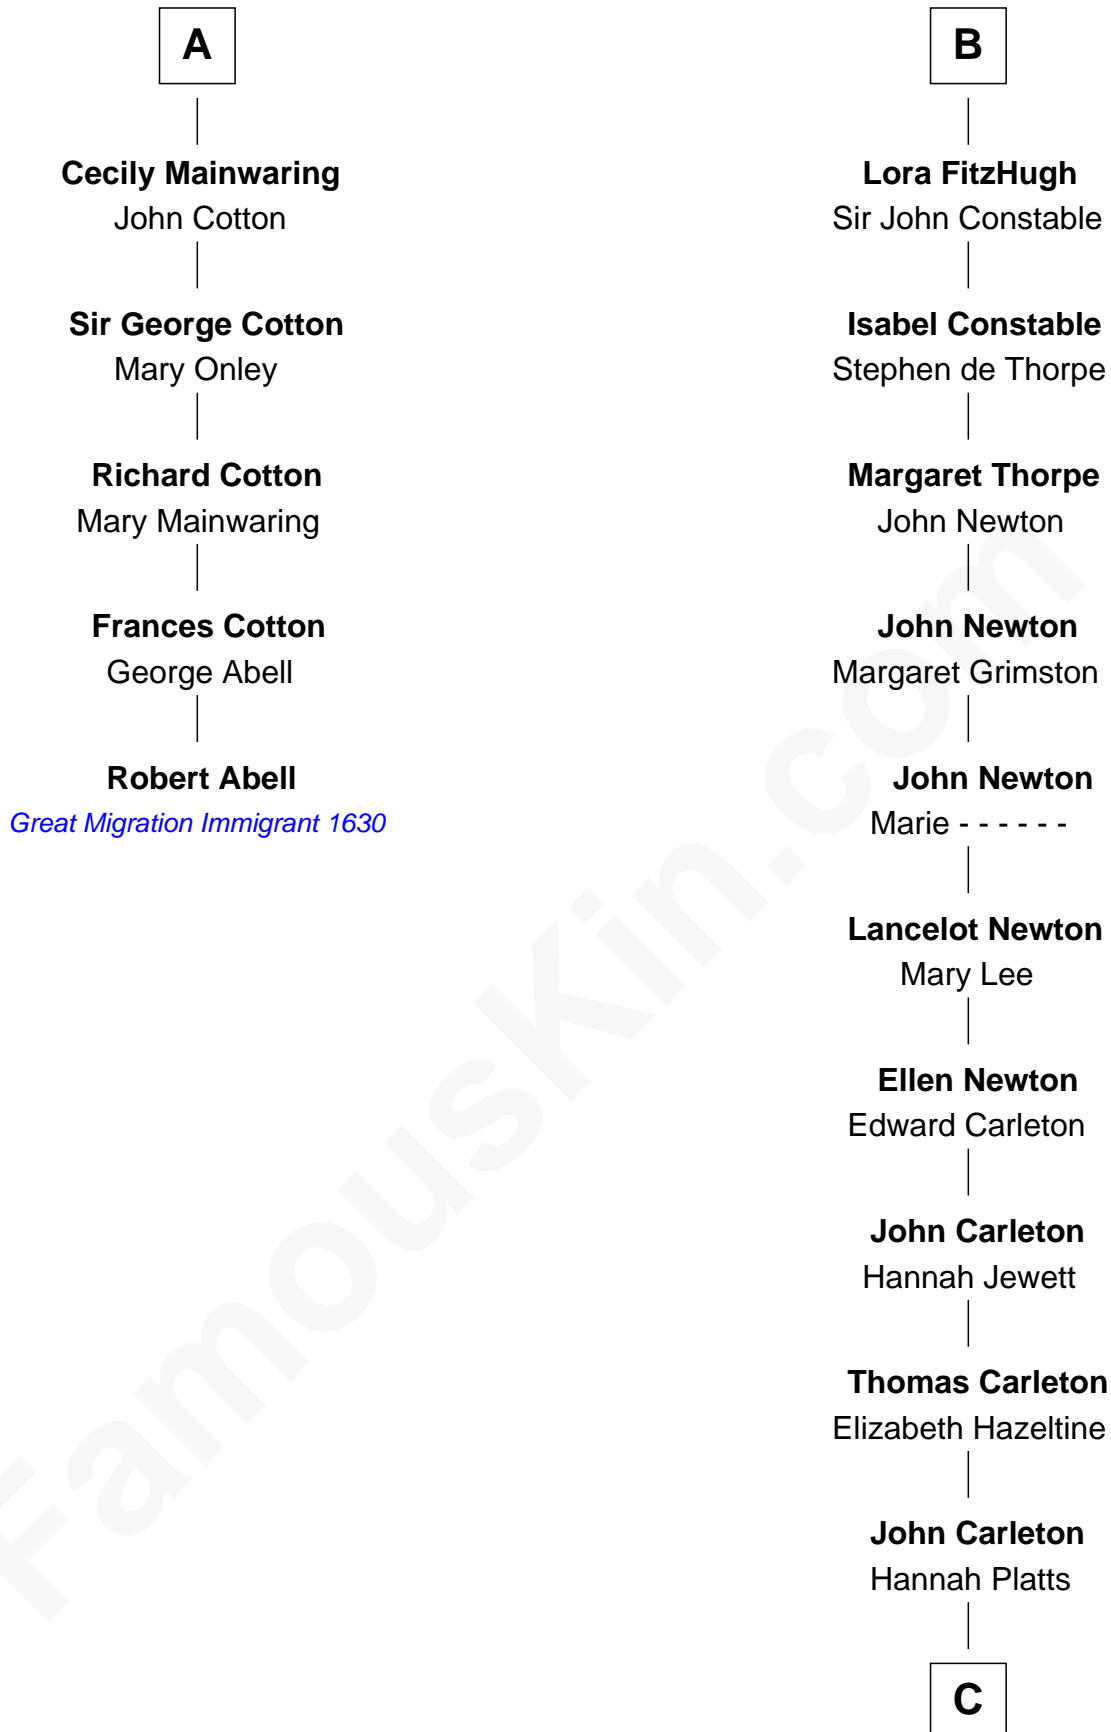 A
Cecily Mainwaring
John Cotton
Sir George Cotton
Mary Onley
Richard Cotton
Mary Mainwaring
Frances Cotton
George Abell
Robert Abell
Great Migration Immigrant 1630
B
Lora FitzHugh
Sir John Constable
Isabel Constable
Stephen de Thorpe
Margaret Thorpe
John Newton
John Newton
Margaret Grimston
John Newton
Marie - - - - - -
Lancelot Newton
Mary Lee
Ellen Newton
Edward Carleton
John Carleton
Hannah Jewett
Thomas Carleton
Elizabeth Hazeltine
John Carleton
Hannah Platts
C
FamousKin.com